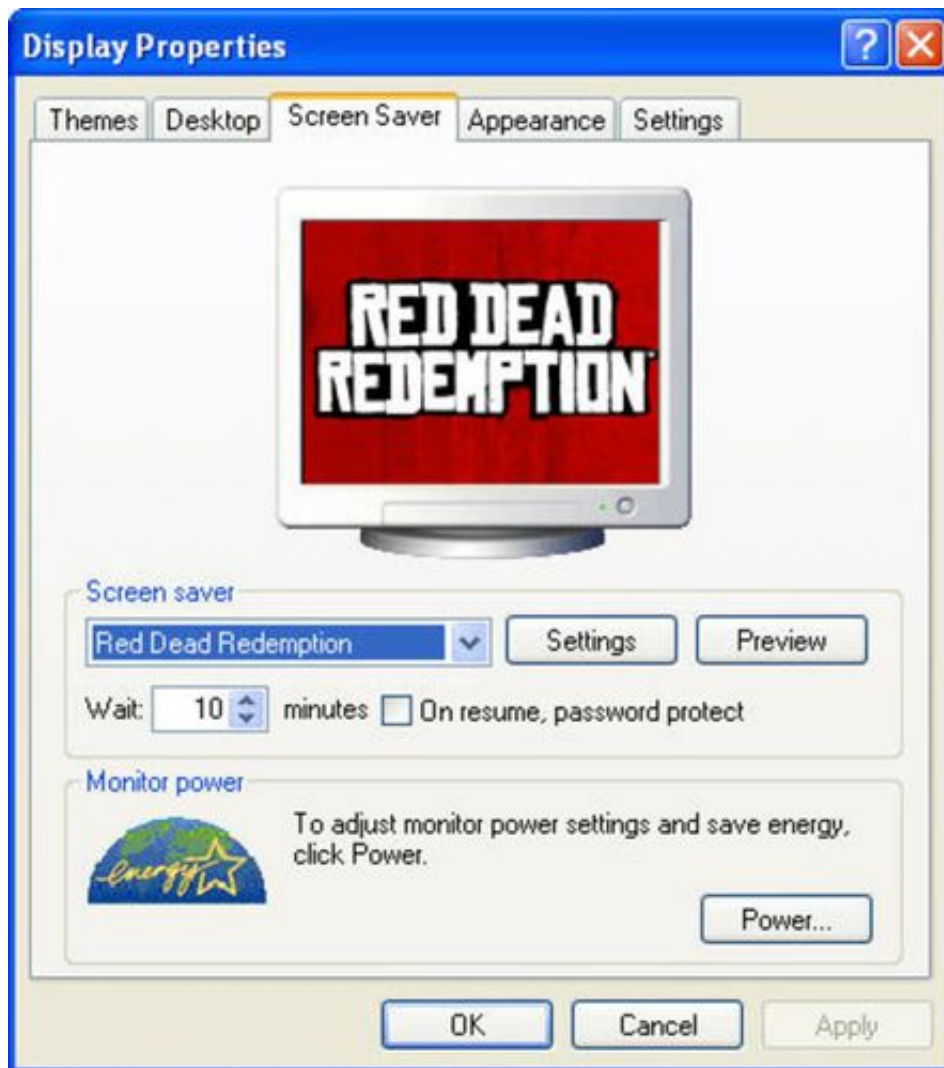 Display Properties
?
Themes Desktop Screen Saver Appearance Settings
RED DEAD
REDEMPTION
Screen saver
Red Dead Redemption Settings Preview
Wait: 10 minutes On resume, password protect
Monitor power
energy
To adjust monitor power settings and save energy,
click Power.
Power...
OK Cancel Apply